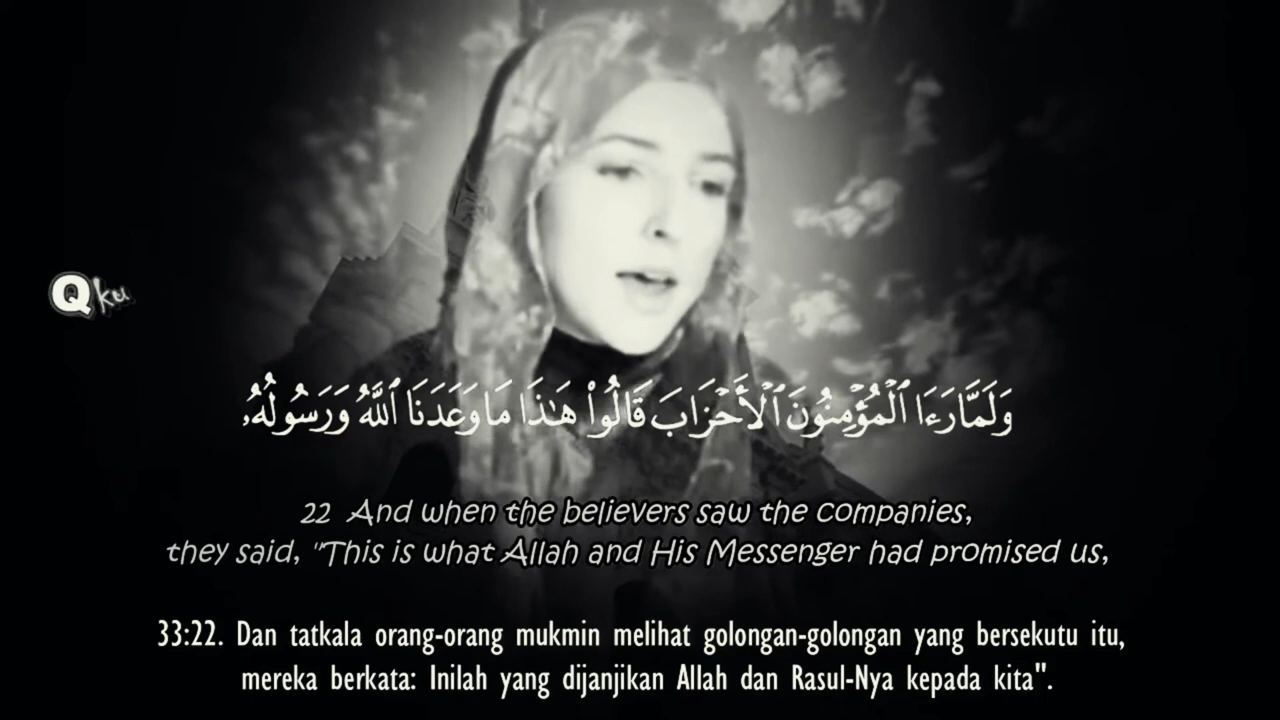 Qku
وَلَمَّا رَءَا ٱلْمُؤْمِنُونَ ٱلْأَحْزَابَ قَالُوا۟ هَـٰذَا مَا وَعَدَنَا ٱللَّهُ وَرَسُولُهُۥ
22 And when the believers saw the companies,
they said, "This is what Allah and His Messenger had promised us,
33:22. Dan tatkala orang-orang mukmin melihat golongan-golongan yang bersekutu itu,
mereka berkata: Inilah yang dijanjikan Allah dan Rasul-Nya kepada kita".